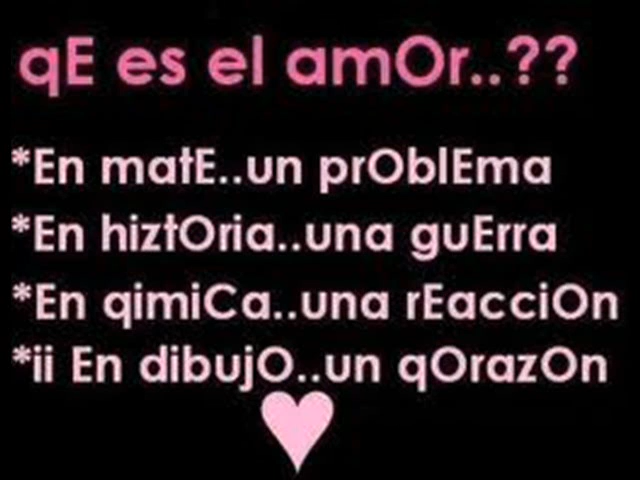 qE es el amOr..??
*En matE..un prOblEma
*En hiztOria..una guErra
*En qimiCa..una rEacciOn
*ii En dibujO..un qOrazOn